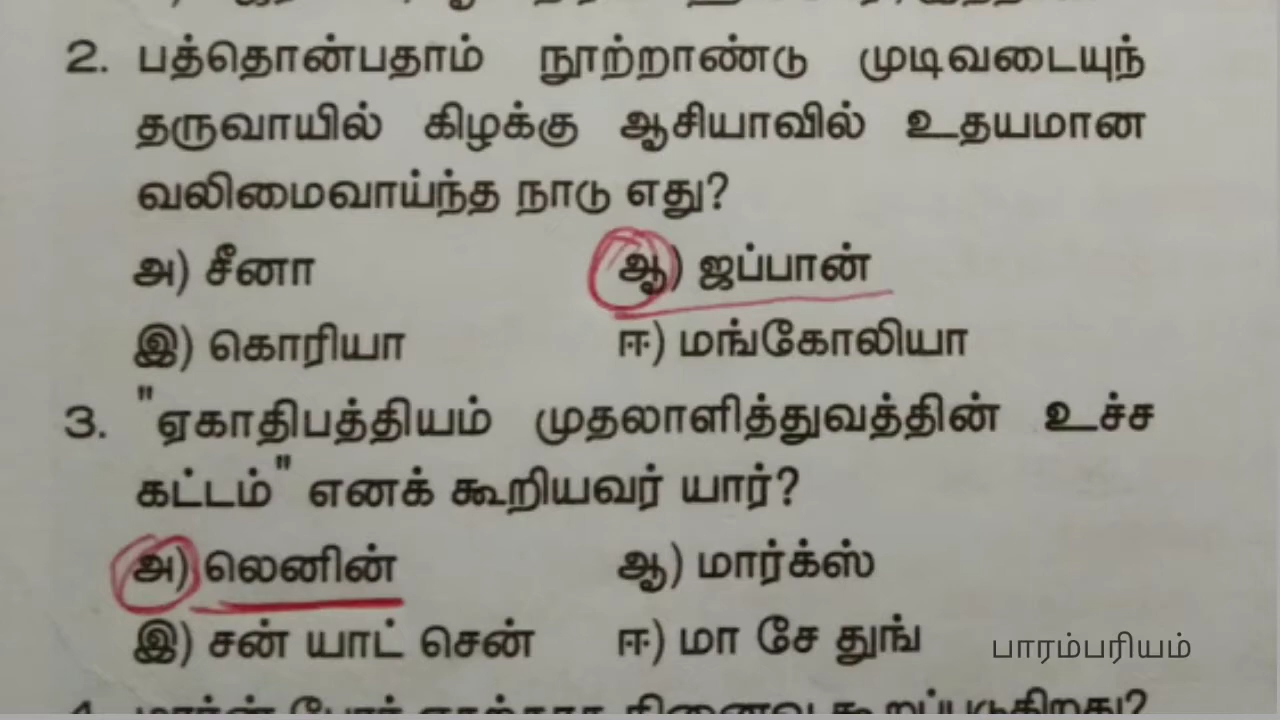 2. பத்தொன்பதாம் நூற்றாண்டு முடிவடையுந்
தருவாயில் கிழக்கு ஆசியாவில் உதயமான
வலிமைவாய்ந்த நாடு எது?
அ) சீனா ஆ) ஜப்பான்
இ) கொரியா ஈ) மங்கோலியா
3. "ஏகாதிபத்தியம் முதலாளித்துவத்தின் உச்ச
கட்டம்" எனக் கூறியவர் யார்?
அ) லெனின் ஆ) மார்க்ஸ்
இ) சன் யாட் சென் ஈ) மா சே துங்
பாரம்பரியம்